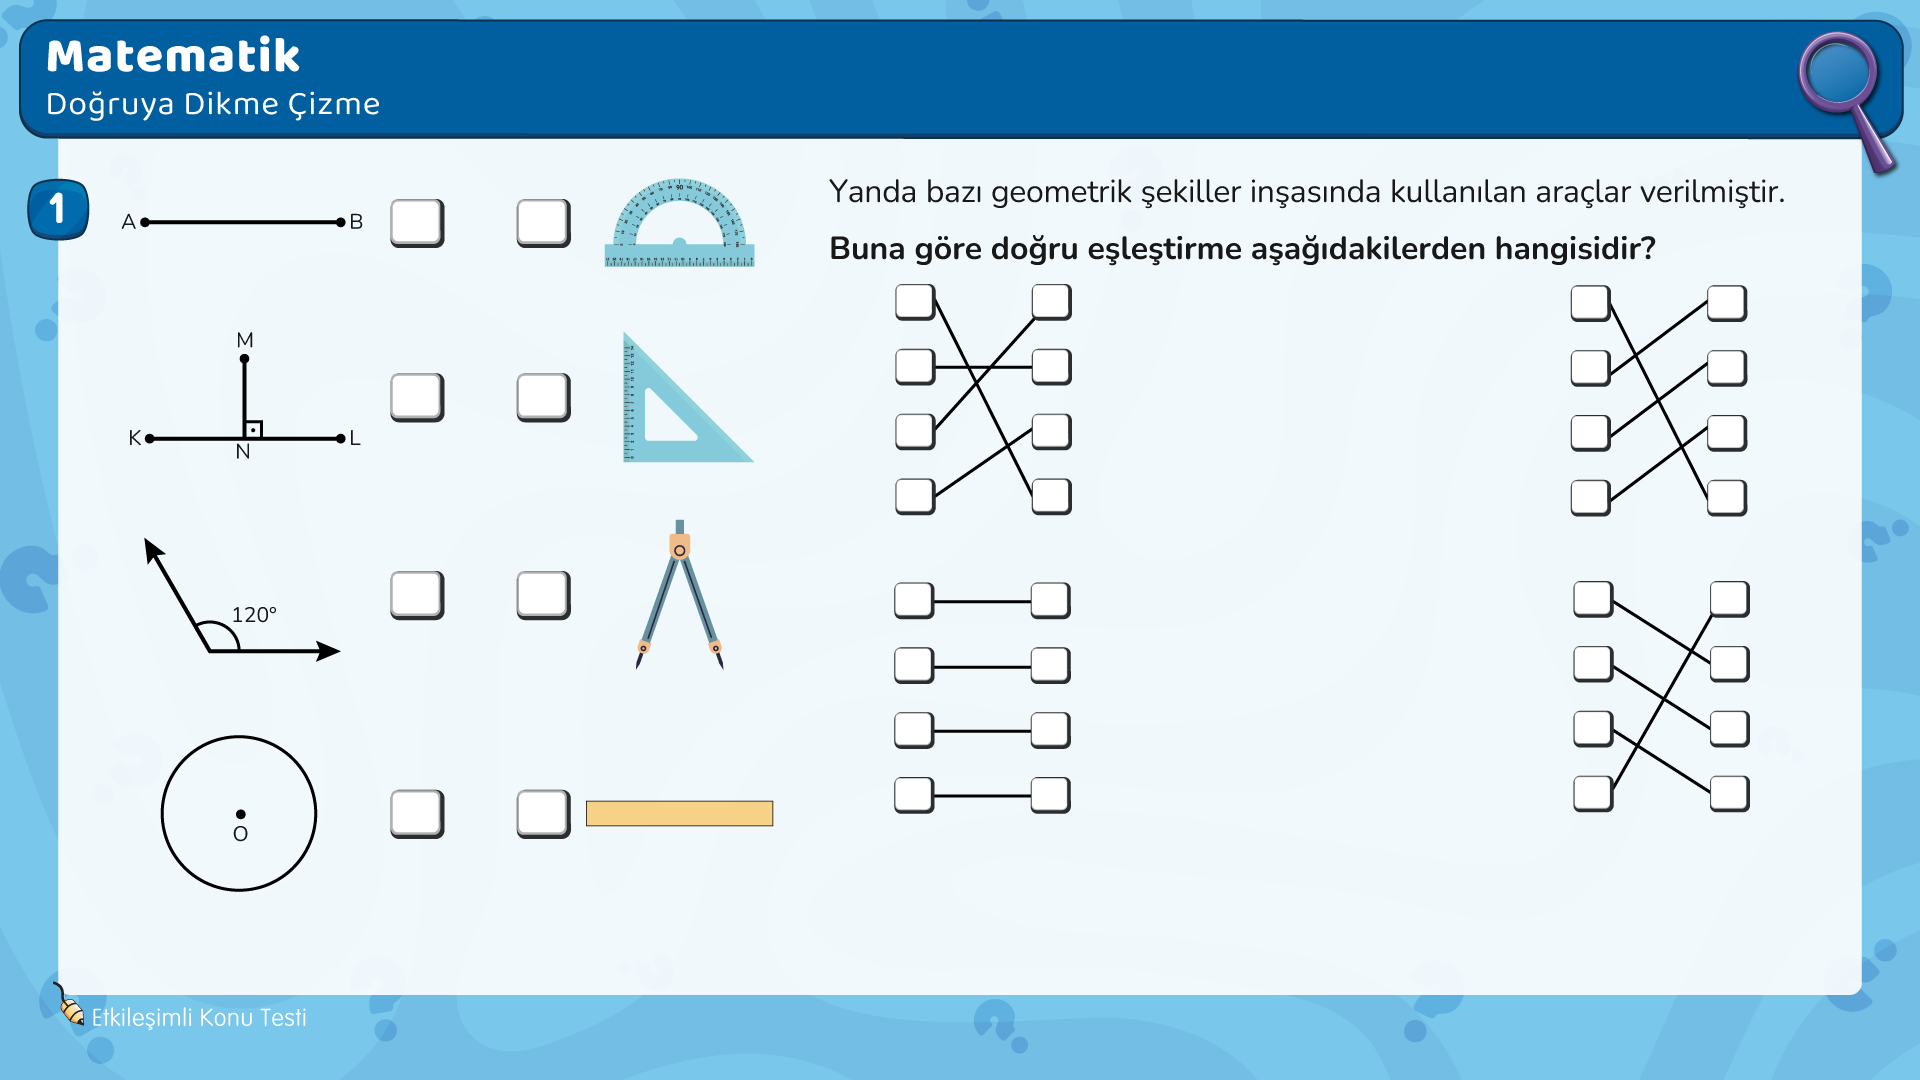 Matematik
Doğruya Dikme Çizme
1
A
B
M
K
L
N
120°
O
Yanda bazı geometrik şekiller inşasında kullanılan araçlar verilmiştir.
Buna göre doğru eşleştirme aşağıdakilerden hangisidir?
Etkileşimli Konu Testi